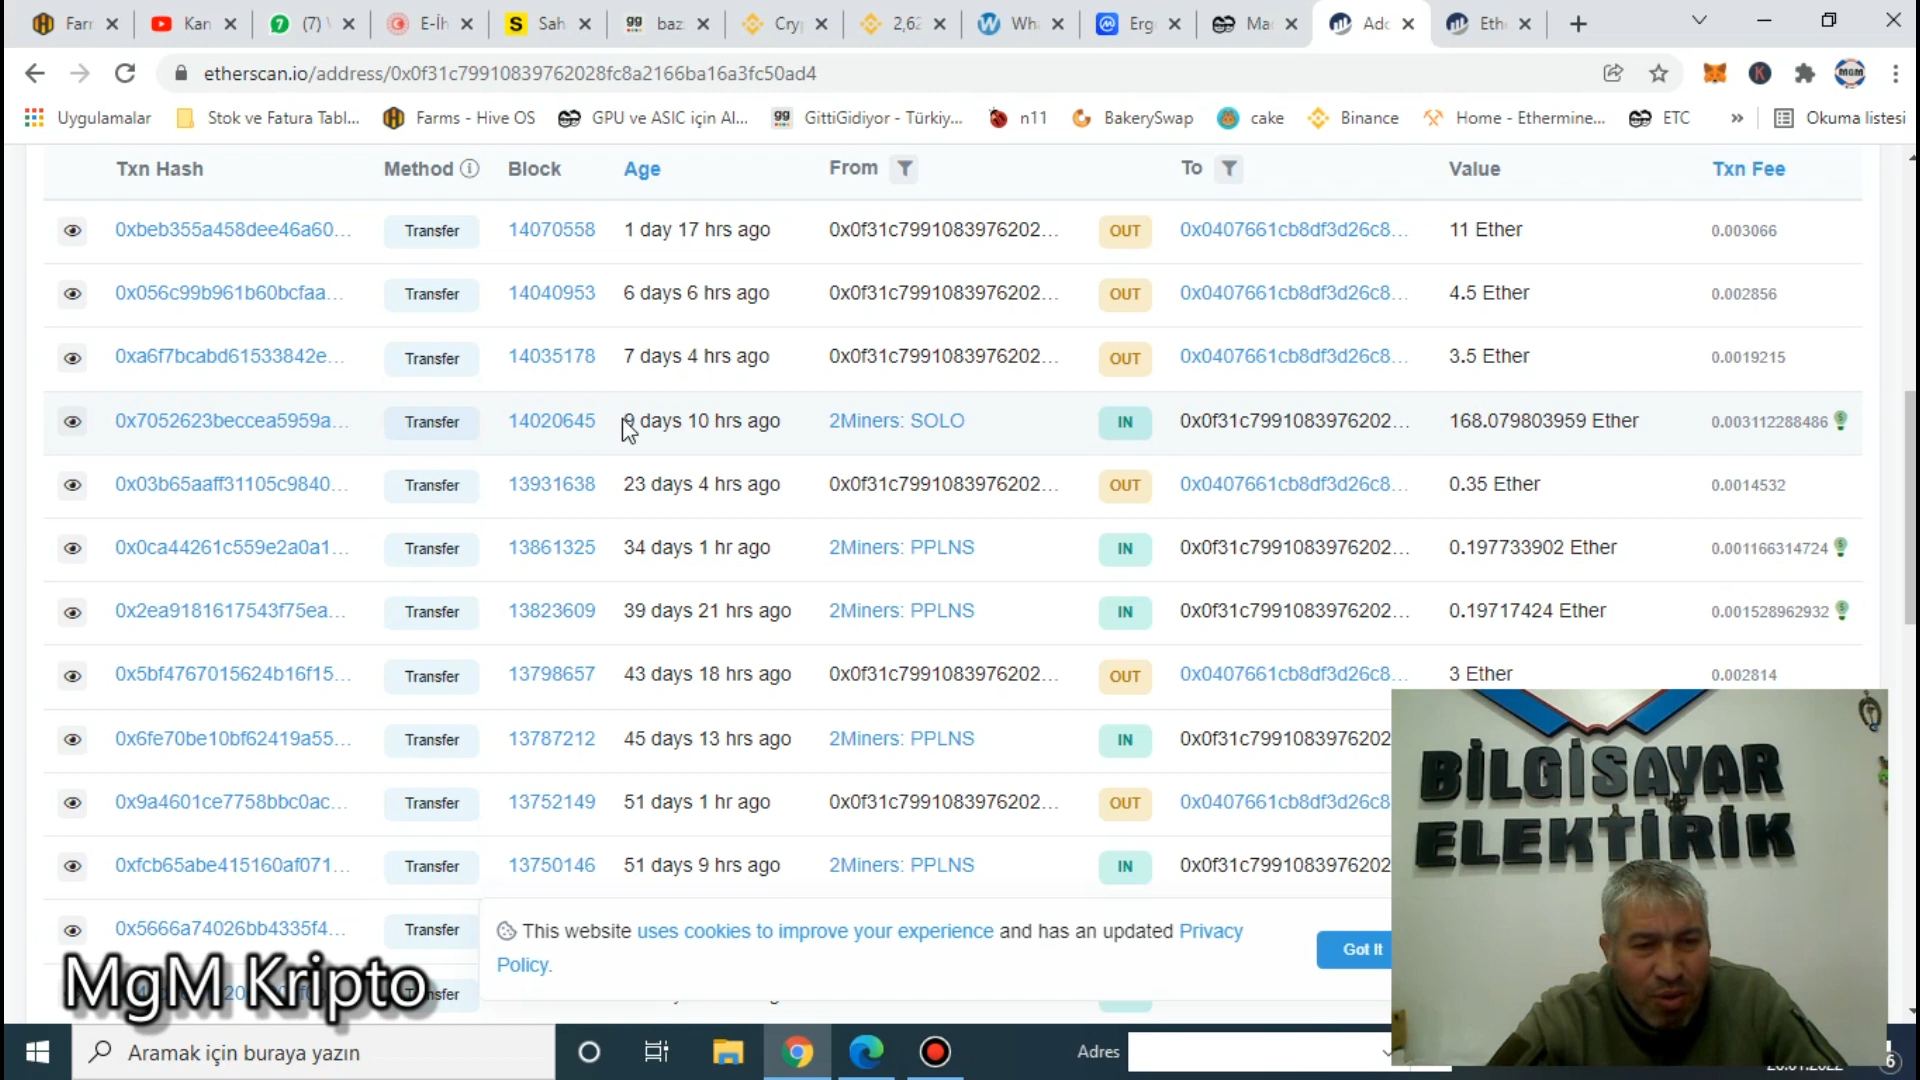 Farr Kan (7) \ E-İh Sah baz Cry 2,62 Wh Erg Ma Adc Eth
etherscan.io/address/0x0f31c79910839762028fc8a2166ba16a3fc50ad4
Uygulamalar Stok ve Fatura Tabl... Farms - Hive OS GPU ve ASIC için Al... GittiGidiyor - Türkiy... n11 BakerySwap cake Binance Home - Ethermine... ETC » Okuma listesi
Txn Hash Method Block Age From To Value Txn Fee
0xbeb355a458dee46a60... Transfer 14070558 1 day 17 hrs ago 0x0f31c7991083976202... OUT 0x0407661cb8df3d26c8... 11 Ether 0.003066
0x056c99b961b60bcfaa... Transfer 14040953 6 days 6 hrs ago 0x0f31c7991083976202... OUT 0x0407661cb8df3d26c8... 4.5 Ether 0.002856
0xa6f7bcabd61533842e... Transfer 14035178 7 days 4 hrs ago 0x0f31c7991083976202... OUT 0x0407661cb8df3d26c8... 3.5 Ether 0.0019215
0x7052623beccea5959a... Transfer 14020645 9 days 10 hrs ago 2Miners: SOLO IN 0x0f31c7991083976202... 168.079803959 Ether 0.003112288486
0x03b65aaff31105c9840... Transfer 13931638 23 days 4 hrs ago 0x0f31c7991083976202... OUT 0x0407661cb8df3d26c8... 0.35 Ether 0.0014532
0x0ca44261c559e2a0a1... Transfer 13861325 34 days 1 hr ago 2Miners: PPLNS IN 0x0f31c7991083976202... 0.197733902 Ether 0.001166314724
0x2ea9181617543f75ea... Transfer 13823609 39 days 21 hrs ago 2Miners: PPLNS IN 0x0f31c7991083976202... 0.19717424 Ether 0.001528962932
0x5bf4767015624b16f15... Transfer 13798657 43 days 18 hrs ago 0x0f31c7991083976202... OUT 0x0407661cb8df3d26c8... 3 Ether 0.002814
0x6fe70be10bf62419a55... Transfer 13787212 45 days 13 hrs ago 2Miners: PPLNS IN 0x0f31c7991083976202
0x9a4601ce7758bbc0ac... Transfer 13752149 51 days 1 hr ago 0x0f31c7991083976202... OUT 0x0407661cb8df3d26c8
0xfcb65abe415160af071... Transfer 13750146 51 days 9 hrs ago 2Miners: PPLNS IN 0x0f31c7991083976202
0x5666a74026bb4335f4... Transfer
This website uses cookies to improve your experience and has an updated Privacy
Policy.
Got It
BİLGİSAYAR
ELEKTİRİK
MgM Kripto
Aramak için buraya yazın
Adres